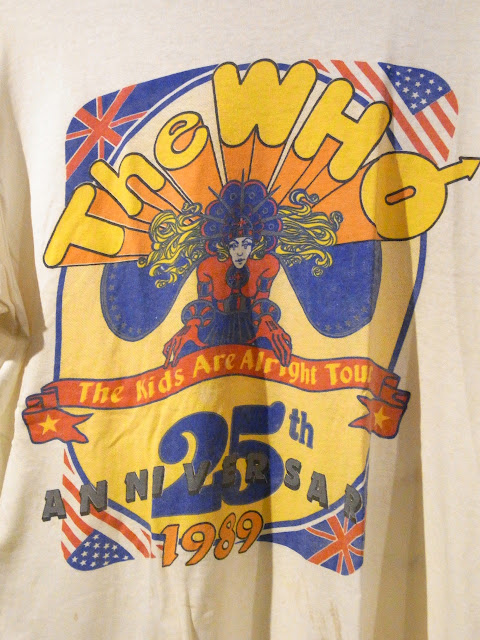 The WHO
The Kids Are Alright Tour
25th
ANNIVERSARY
1989